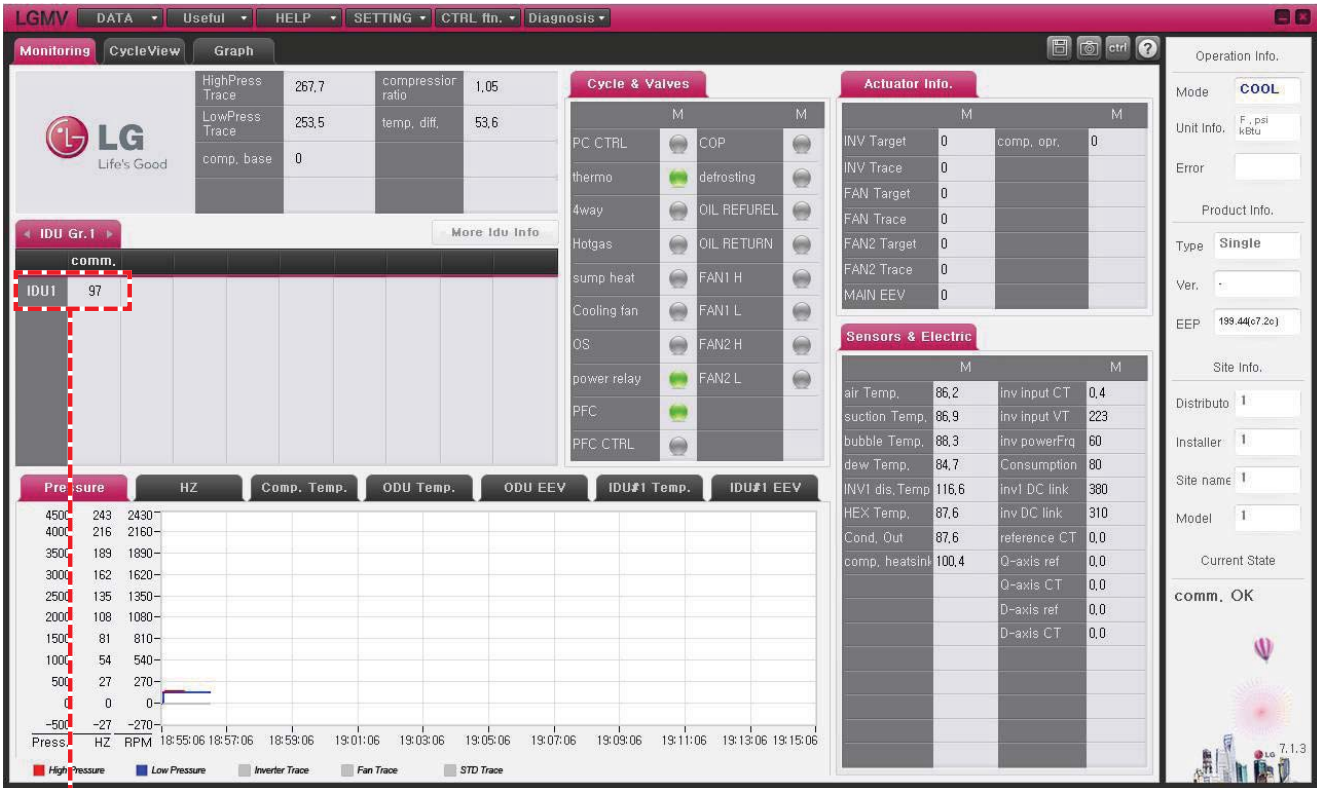 LGMV DATA Useful HELP SETTING CTRL ftn. Diagnosis
Monitoring CycleView Graph ctrl ?
LG
Life's Good
HighPress Trace 267,7 compression ratio 1,05
LowPress Trace 253,5 temp, diff, 53,6
comp, base 0
IDU Gr.1 More Idu Info
comm.
IDU1 97
Cycle & Valves
M M
PC CTRL COP
thermo defrosting
4way OIL REFUREL
Hotgas OIL RETURN
sump heat FAN1 H
Cooling fan FAN1 L
OS FAN2 H
power relay FAN2 L
PFC
PFC CTRL
Actuator Info.
M M
INV Target 0 comp, opr, 0
INV Trace 0
FAN Target 0
FAN Trace 0
FAN2 Target 0
FAN2 Trace 0
MAIN EEV 0
Sensors & Electric
M M
air Temp, 86,2 inv input CT 0,4
suction Temp, 86,9 inv input VT 223
bubble Temp, 88,3 inv powerFrq 60
dew Temp, 84,7 Consumption 80
INV1 dis,Temp 116,6 inv1 DC link 380
HEX Temp, 87,6 inv DC link 310
Cond, Out 87,6 reference CT 0,0
comp, heatsink 100,4 Q-axis ref 0,0
Q-axis CT 0,0
D-axis ref 0,0
D-axis CT 0,0
Pressure HZ Comp. Temp. ODU Temp. ODU EEV IDU#1 Temp. IDU#1 EEV
4500 243 2430
4000 216 2160
3500 189 1890
3000 162 1620
2500 135 1350
2000 108 1080
1500 81 810
1000 54 540
500 27 270
0 0 0
-500 -27 -270
Press. HZ RPM 18:55:06 18:57:06 18:59:06 19:01:06 19:03:06 19:05:06 19:07:06 19:09:06 19:11:06 19:13:06 19:15:06
High Pressure Low Pressure Inverter Trace Fan Trace STD Trace
Operation Info.
Mode COOL
Unit Info. F , psi
kBtu
Error
Product Info.
Type Single
Ver. .
EEP 199.44(c7.2c)
Site Info.
Distributo 1
Installer 1
Site name 1
Model 1
Current State
comm. OK
LG 7.1.3